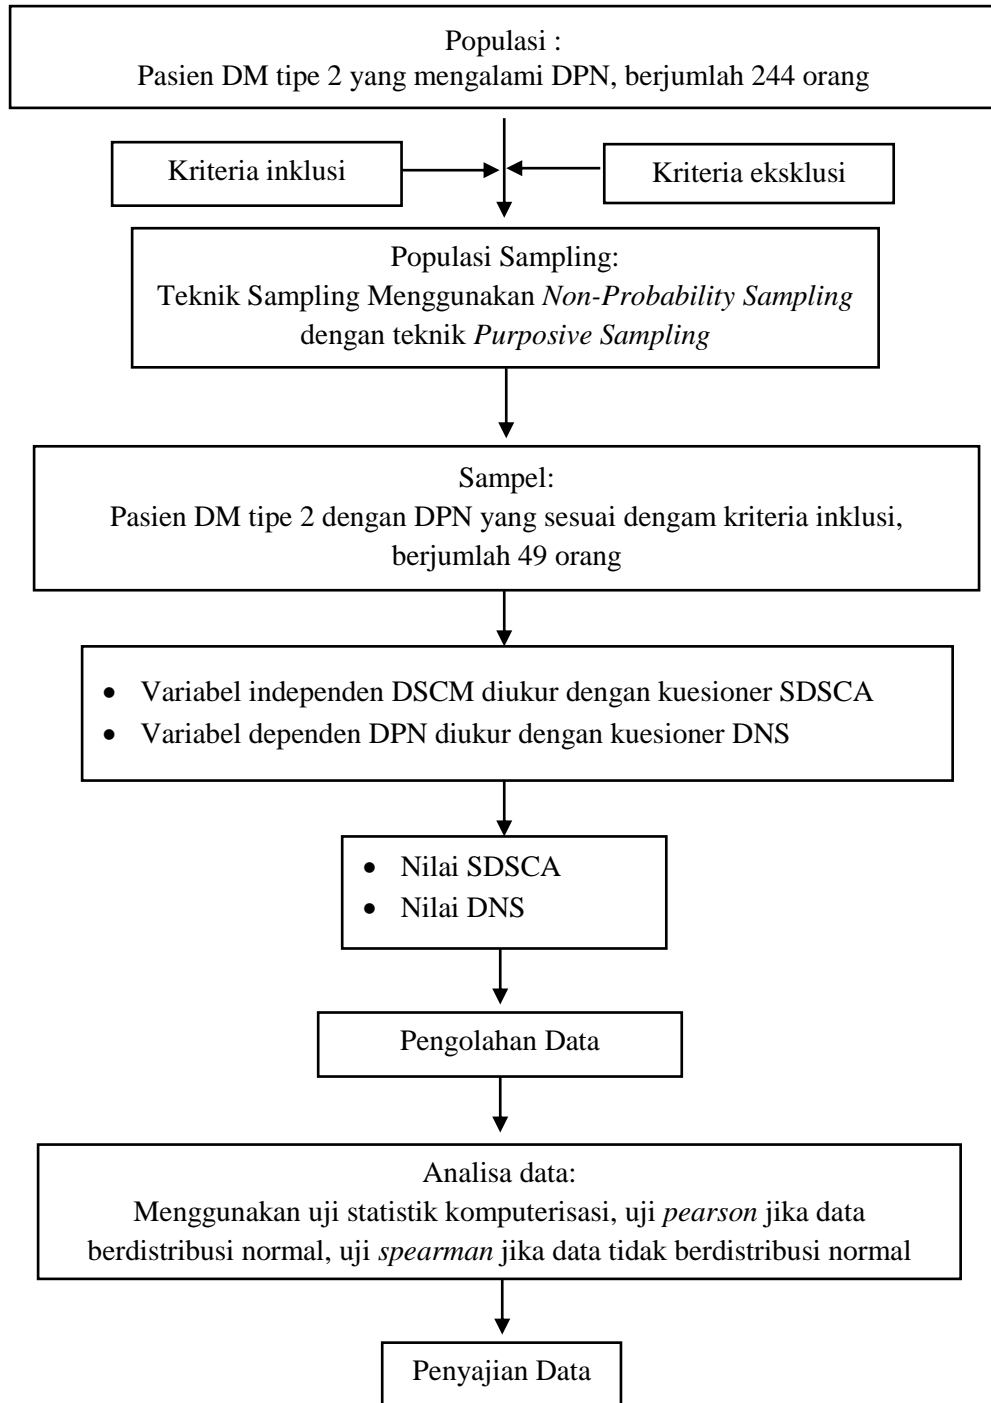 Populasi :
Pasien DM tipe 2 yang mengalami DPN, berjumlah 244 orang
Kriteria inklusi
Kriteria eksklusi
Populasi Sampling:
Teknik Sampling Menggunakan Non-Probability Sampling
dengan teknik Purposive Sampling
Sampel:
Pasien DM tipe 2 dengan DPN yang sesuai dengam kriteria inklusi,
berjumlah 49 orang
• Variabel independen DSCM diukur dengan kuesioner SDSCA
• Variabel dependen DPN diukur dengan kuesioner DNS
• Nilai SDSCA
• Nilai DNS
Pengolahan Data
Analisa data:
Menggunakan uji statistik komputerisasi, uji pearson jika data
berdistribusi normal, uji spearman jika data tidak berdistribusi normal
Penyajian Data